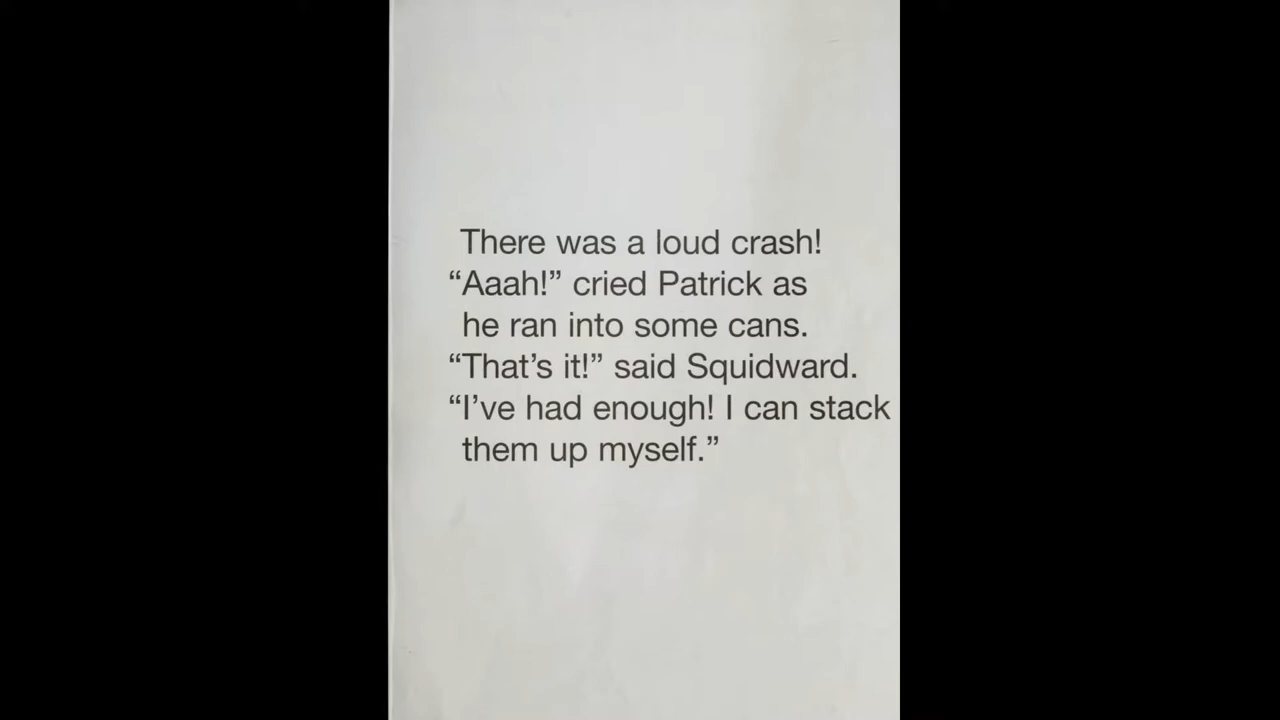 There was a loud crash!
“Aaah!” cried Patrick as
he ran into some cans.
“That’s it!” said Squidward.
“I’ve had enough! I can stack
them up myself.”